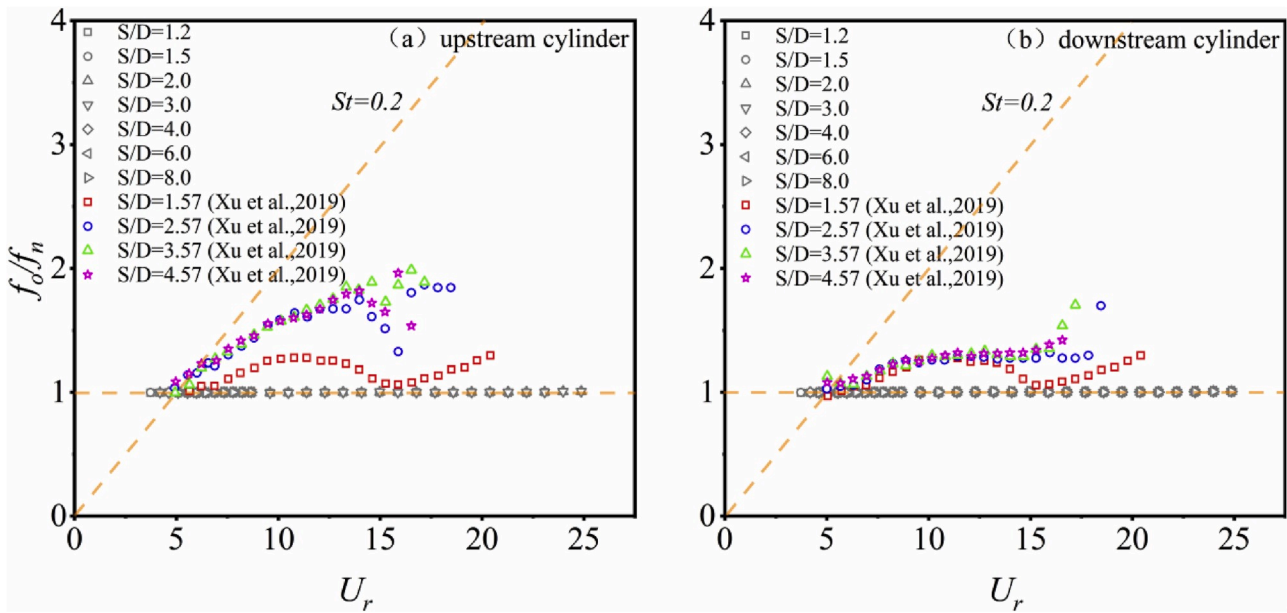 4
3
2
1
0
f_o/f_n
（a）upstream cylinder
St=0.2
S/D=1.2
S/D=1.5
S/D=2.0
S/D=3.0
S/D=4.0
S/D=6.0
S/D=8.0
S/D=1.57 (Xu et al.,2019)
S/D=2.57 (Xu et al.,2019)
S/D=3.57 (Xu et al.,2019)
S/D=4.57 (Xu et al.,2019)
0 5 10 15 20 25
U_r
4
3
2
1
0
（b）downstream cylinder
St=0.2
S/D=1.2
S/D=1.5
S/D=2.0
S/D=3.0
S/D=4.0
S/D=6.0
S/D=8.0
S/D=1.57 (Xu et al.,2019)
S/D=2.57 (Xu et al.,2019)
S/D=3.57 (Xu et al.,2019)
S/D=4.57 (Xu et al.,2019)
0 5 10 15 20 25
U_r